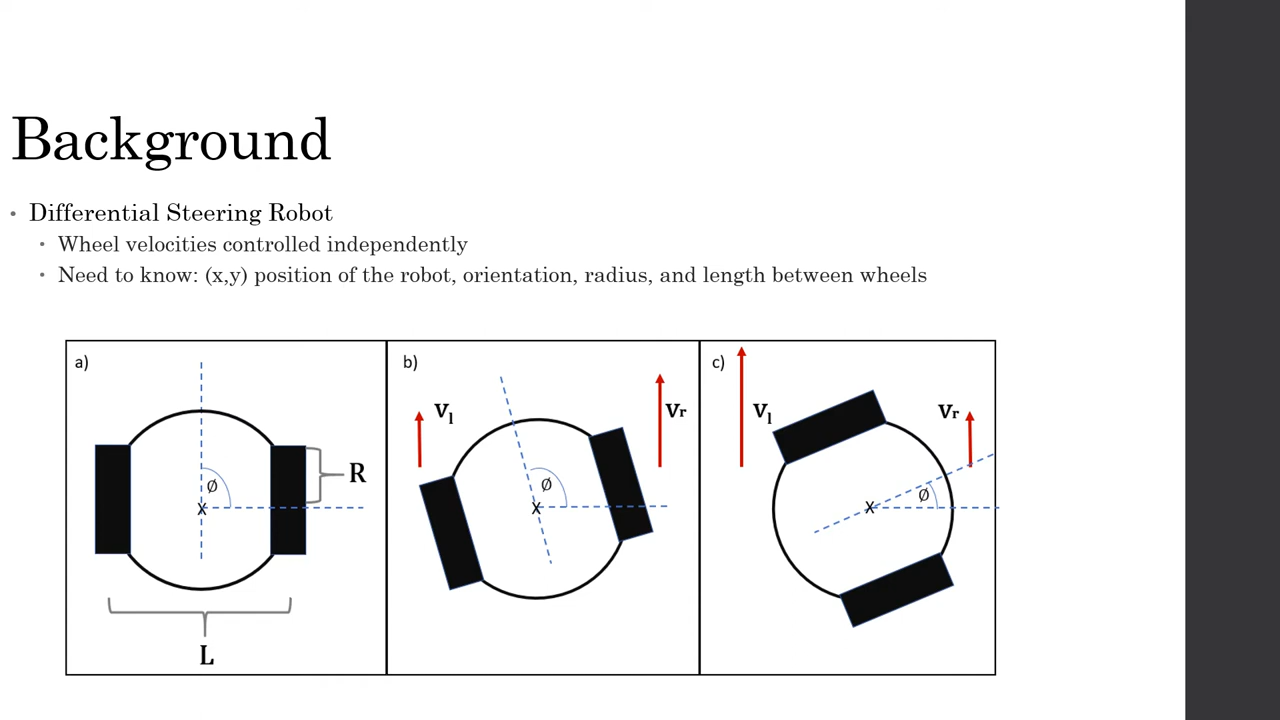 Background
• Differential Steering Robot
• Wheel velocities controlled independently
• Need to know: (x,y) position of the robot, orientation, radius, and length between wheels
a)
Ø
X
R
L
b)
Vl
Vr
Ø
X
c)
Vl
Vr
Ø
X